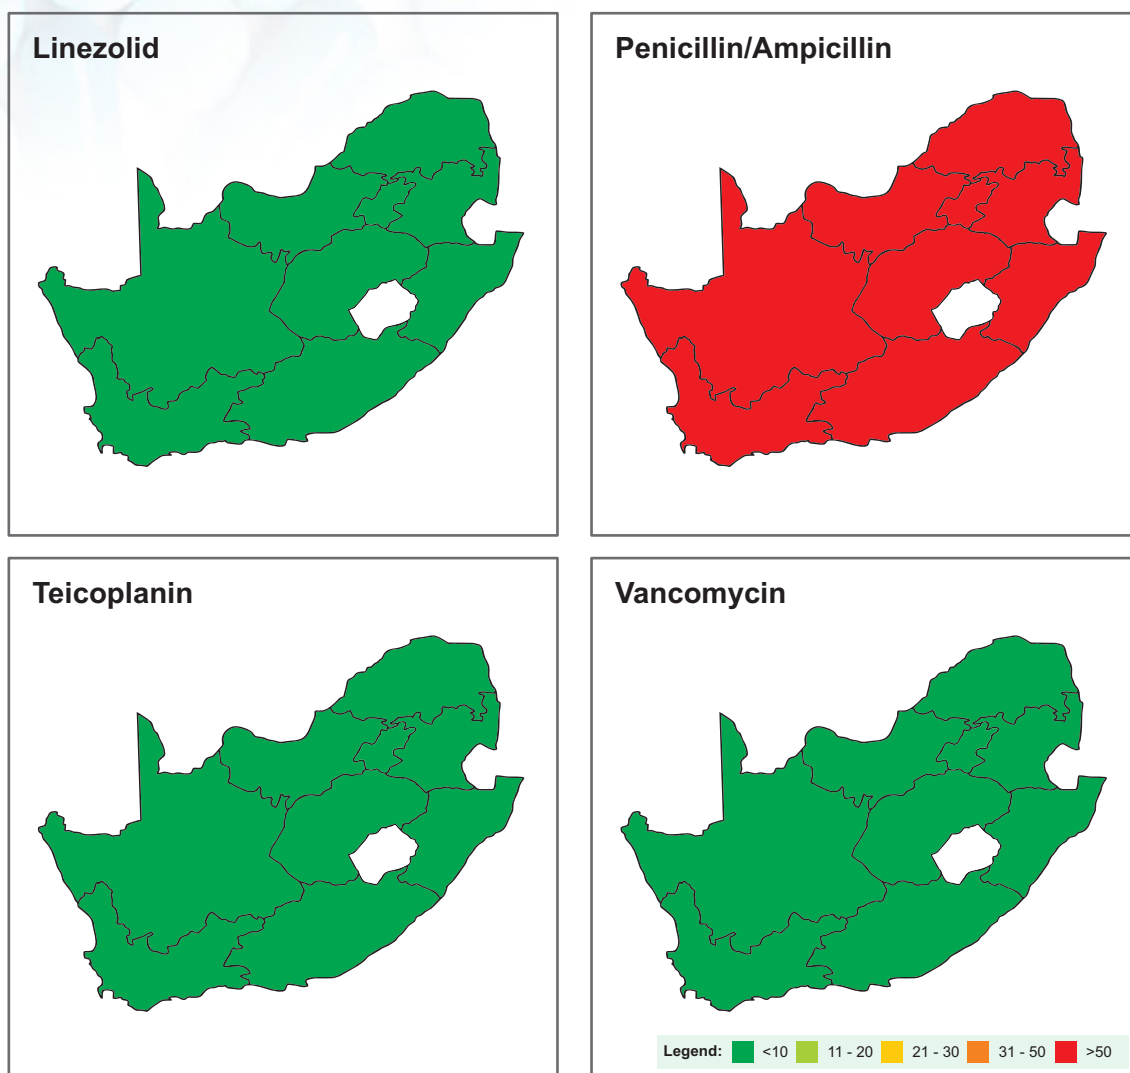 Linezolid
Penicillin/Ampicillin
Teicoplanin
Vancomycin
Legend: <10 11 - 20 21 - 30 31 - 50 >50